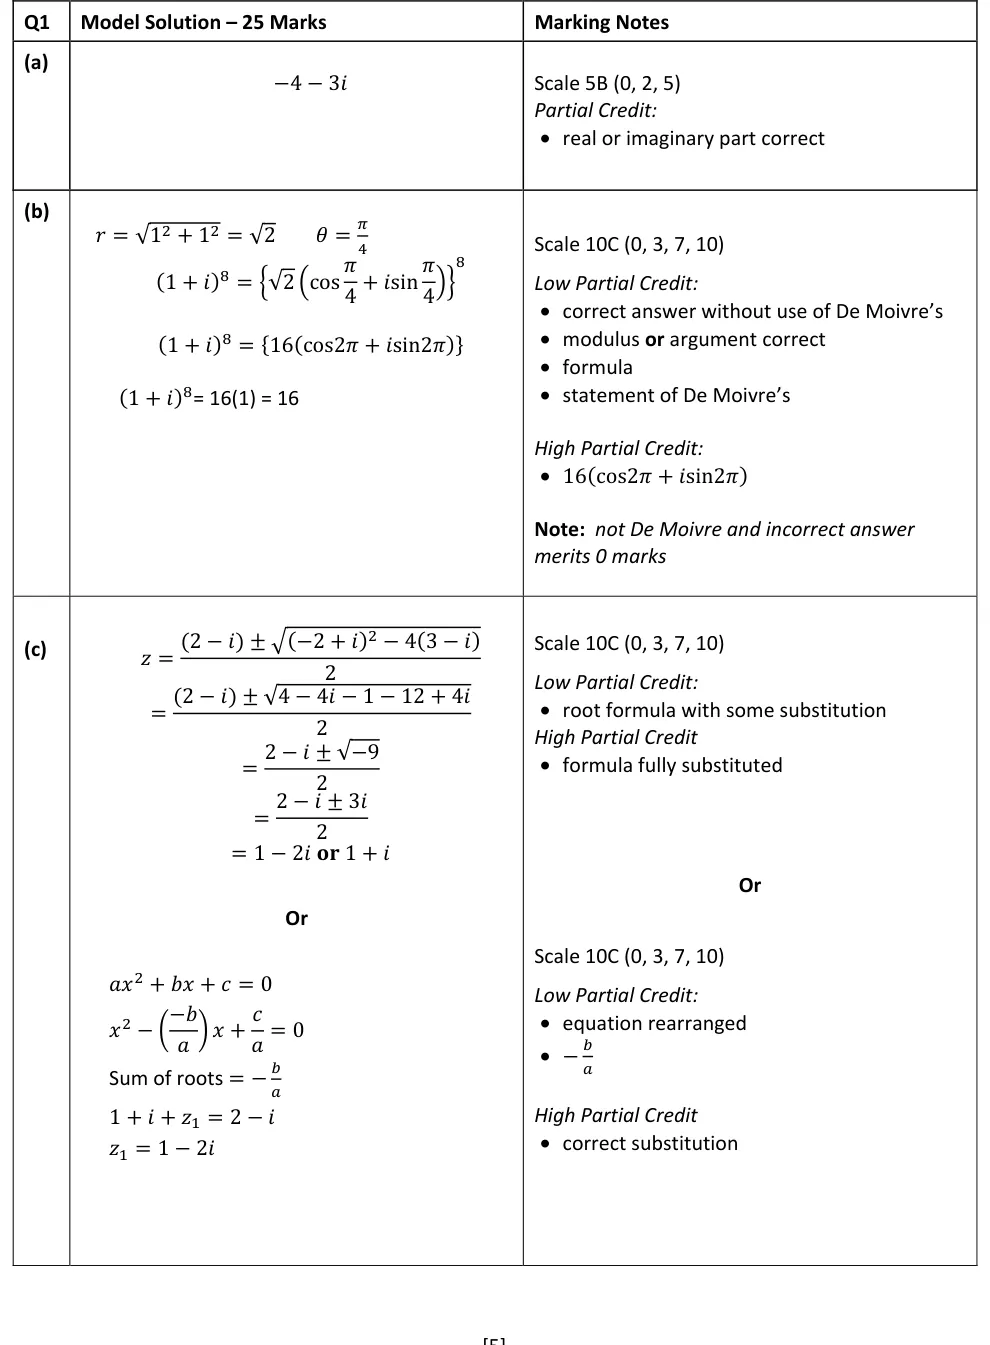 Q1 Model Solution – 25 Marks Marking Notes
(a)
−4 − 3𝑖
Scale 5B (0, 2, 5)
Partial Credit:
• real or imaginary part correct
(b)
r = √(1² + 1²) = √2 θ = π/4
(1 + i)⁸ = {√2 (cos π/4 + i sin π/4)}⁸
(1 + i)⁸ = {16(cos2π + isin2π)}
(1 + i)⁸= 16(1) = 16
Scale 10C (0, 3, 7, 10)
Low Partial Credit:
• correct answer without use of De Moivre’s
• modulus or argument correct
• formula
• statement of De Moivre’s
High Partial Credit:
• 16(cos2π + isin2π)
Note: not De Moivre and incorrect answer
merits 0 marks
(c)
z = ((2 − i) ± √((−2 + i)² − 4(3 − i)))/2
= ((2 − i) ± √(4 − 4i − 1 − 12 + 4i))/2
= (2 − i ± √−9)/2
= (2 − i ± 3i)/2
= 1 − 2i or 1 + i
Or
ax² + bx + c = 0
x² − (−b/a) x + c/a = 0
Sum of roots = − b/a
1 + i + z₁ = 2 − i
z₁ = 1 − 2i
Scale 10C (0, 3, 7, 10)
Low Partial Credit:
• root formula with some substitution
High Partial Credit
• formula fully substituted
Or
Scale 10C (0, 3, 7, 10)
Low Partial Credit:
• equation rearranged
• − b/a
High Partial Credit
• correct substitution
[5]